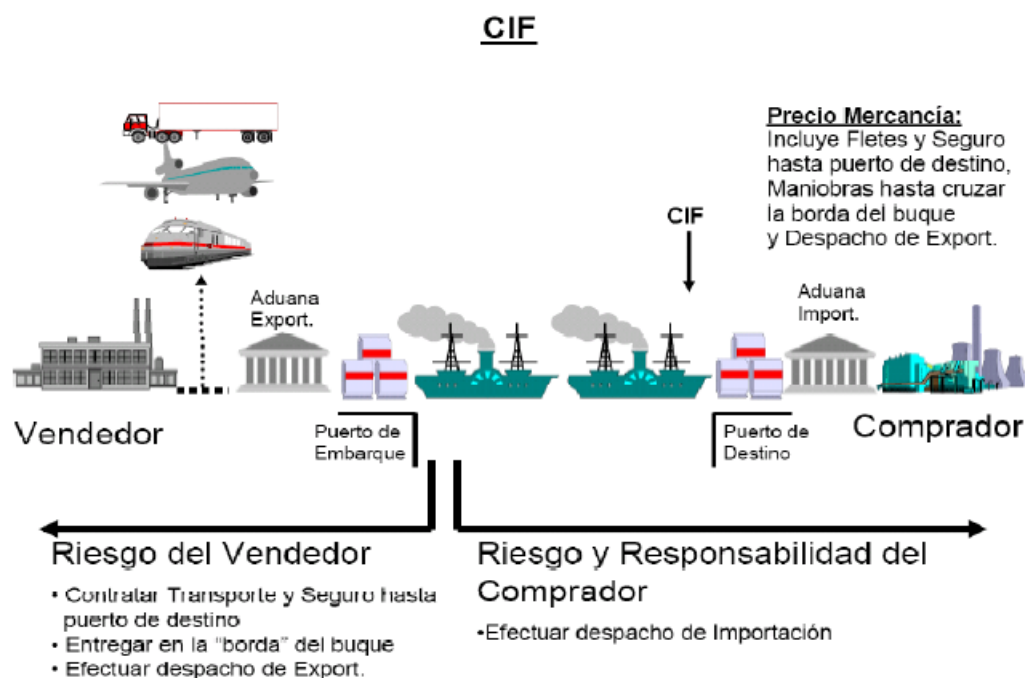 CIF
Precio Mercancía:
Incluye Fletes y Seguro
hasta puerto de destino,
Maniobras hasta cruzar
la borda del buque
y Despacho de Export.
CIF
Aduana
Export.
Aduana
Import.
Vendedor
Puerto de
Embarque
Puerto de
Destino
Comprador
Riesgo del Vendedor
• Contratar Transporte y Seguro hasta
puerto de destino
• Entregar en la "borda" del buque
• Efectuar despacho de Export.
Riesgo y Responsabilidad del
Comprador
•Efectuar despacho de Importación